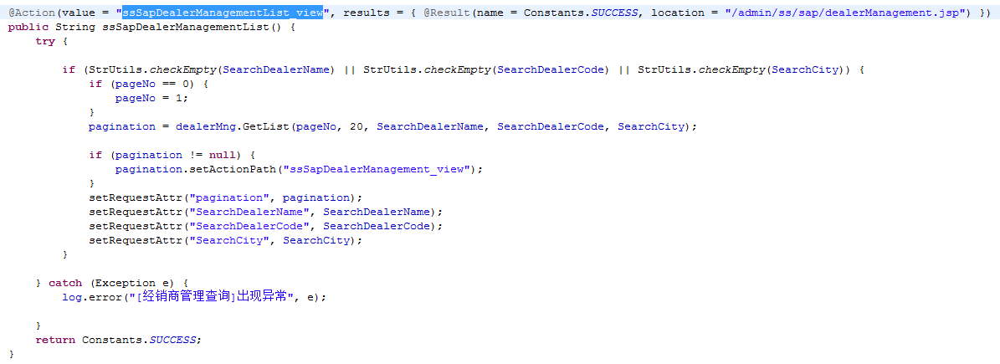 @Action(value = "ssSapDealerManagementList_view", results = { @Result(name = Constants.SUCCESS, location = "/admin/ss/sap/dealerManagement.jsp") })
public String ssSapDealerManagementList() {
try {
if (StrUtils.checkEmpty(SearchDealerName) || StrUtils.checkEmpty(SearchDealerCode) || StrUtils.checkEmpty(SearchCity)) {
if (pageNo == 0) {
pageNo = 1;
}
pagination = dealerMng.GetList(pageNo, 20, SearchDealerName, SearchDealerCode, SearchCity);
if (pagination != null) {
pagination.setActionPath("ssSapDealerManagement_view");
}
setRequestAttr("pagination", pagination);
setRequestAttr("SearchDealerName", SearchDealerName);
setRequestAttr("SearchDealerCode", SearchDealerCode);
setRequestAttr("SearchCity", SearchCity);
}
} catch (Exception e) {
log.error("[经销商管理查询]出现异常", e);
}
return Constants.SUCCESS;
}